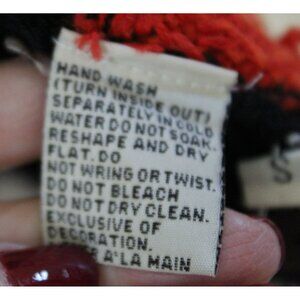 HAND WASH
(TURN INSIDE OUT)
SEPARATELY IN COLD
WATER DO NOT SOAK.
RESHAPE AND DRY
FLAT. DO
NOT WRING OR TWIST.
DO NOT BLEACH
DO NOT DRY CLEAN.
EXCLUSIVE OF
DECORATION.
A'LA MAIN
S